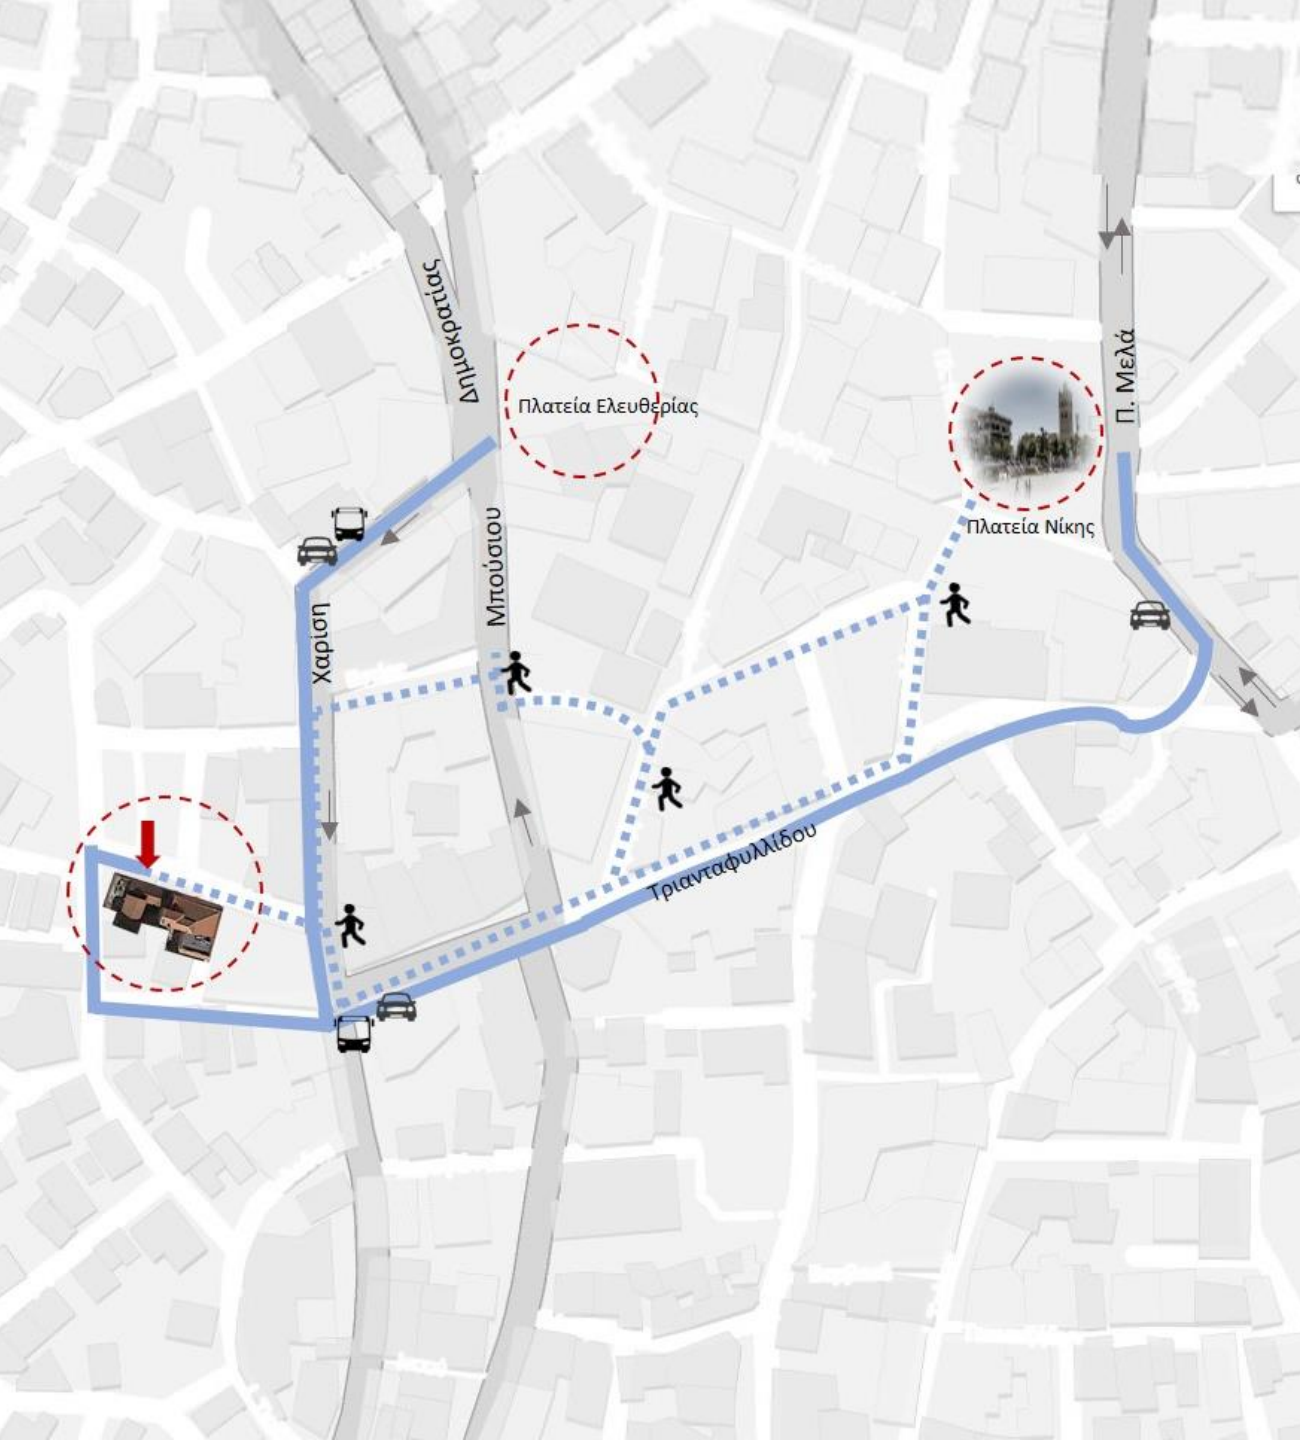 Δημοκρατίας
Π. Μελά
Πλατεία Ελευθερίας
Πλατεία Νίκης
Μπούσιου
Χαρίση
Τριανταφυλλίδου